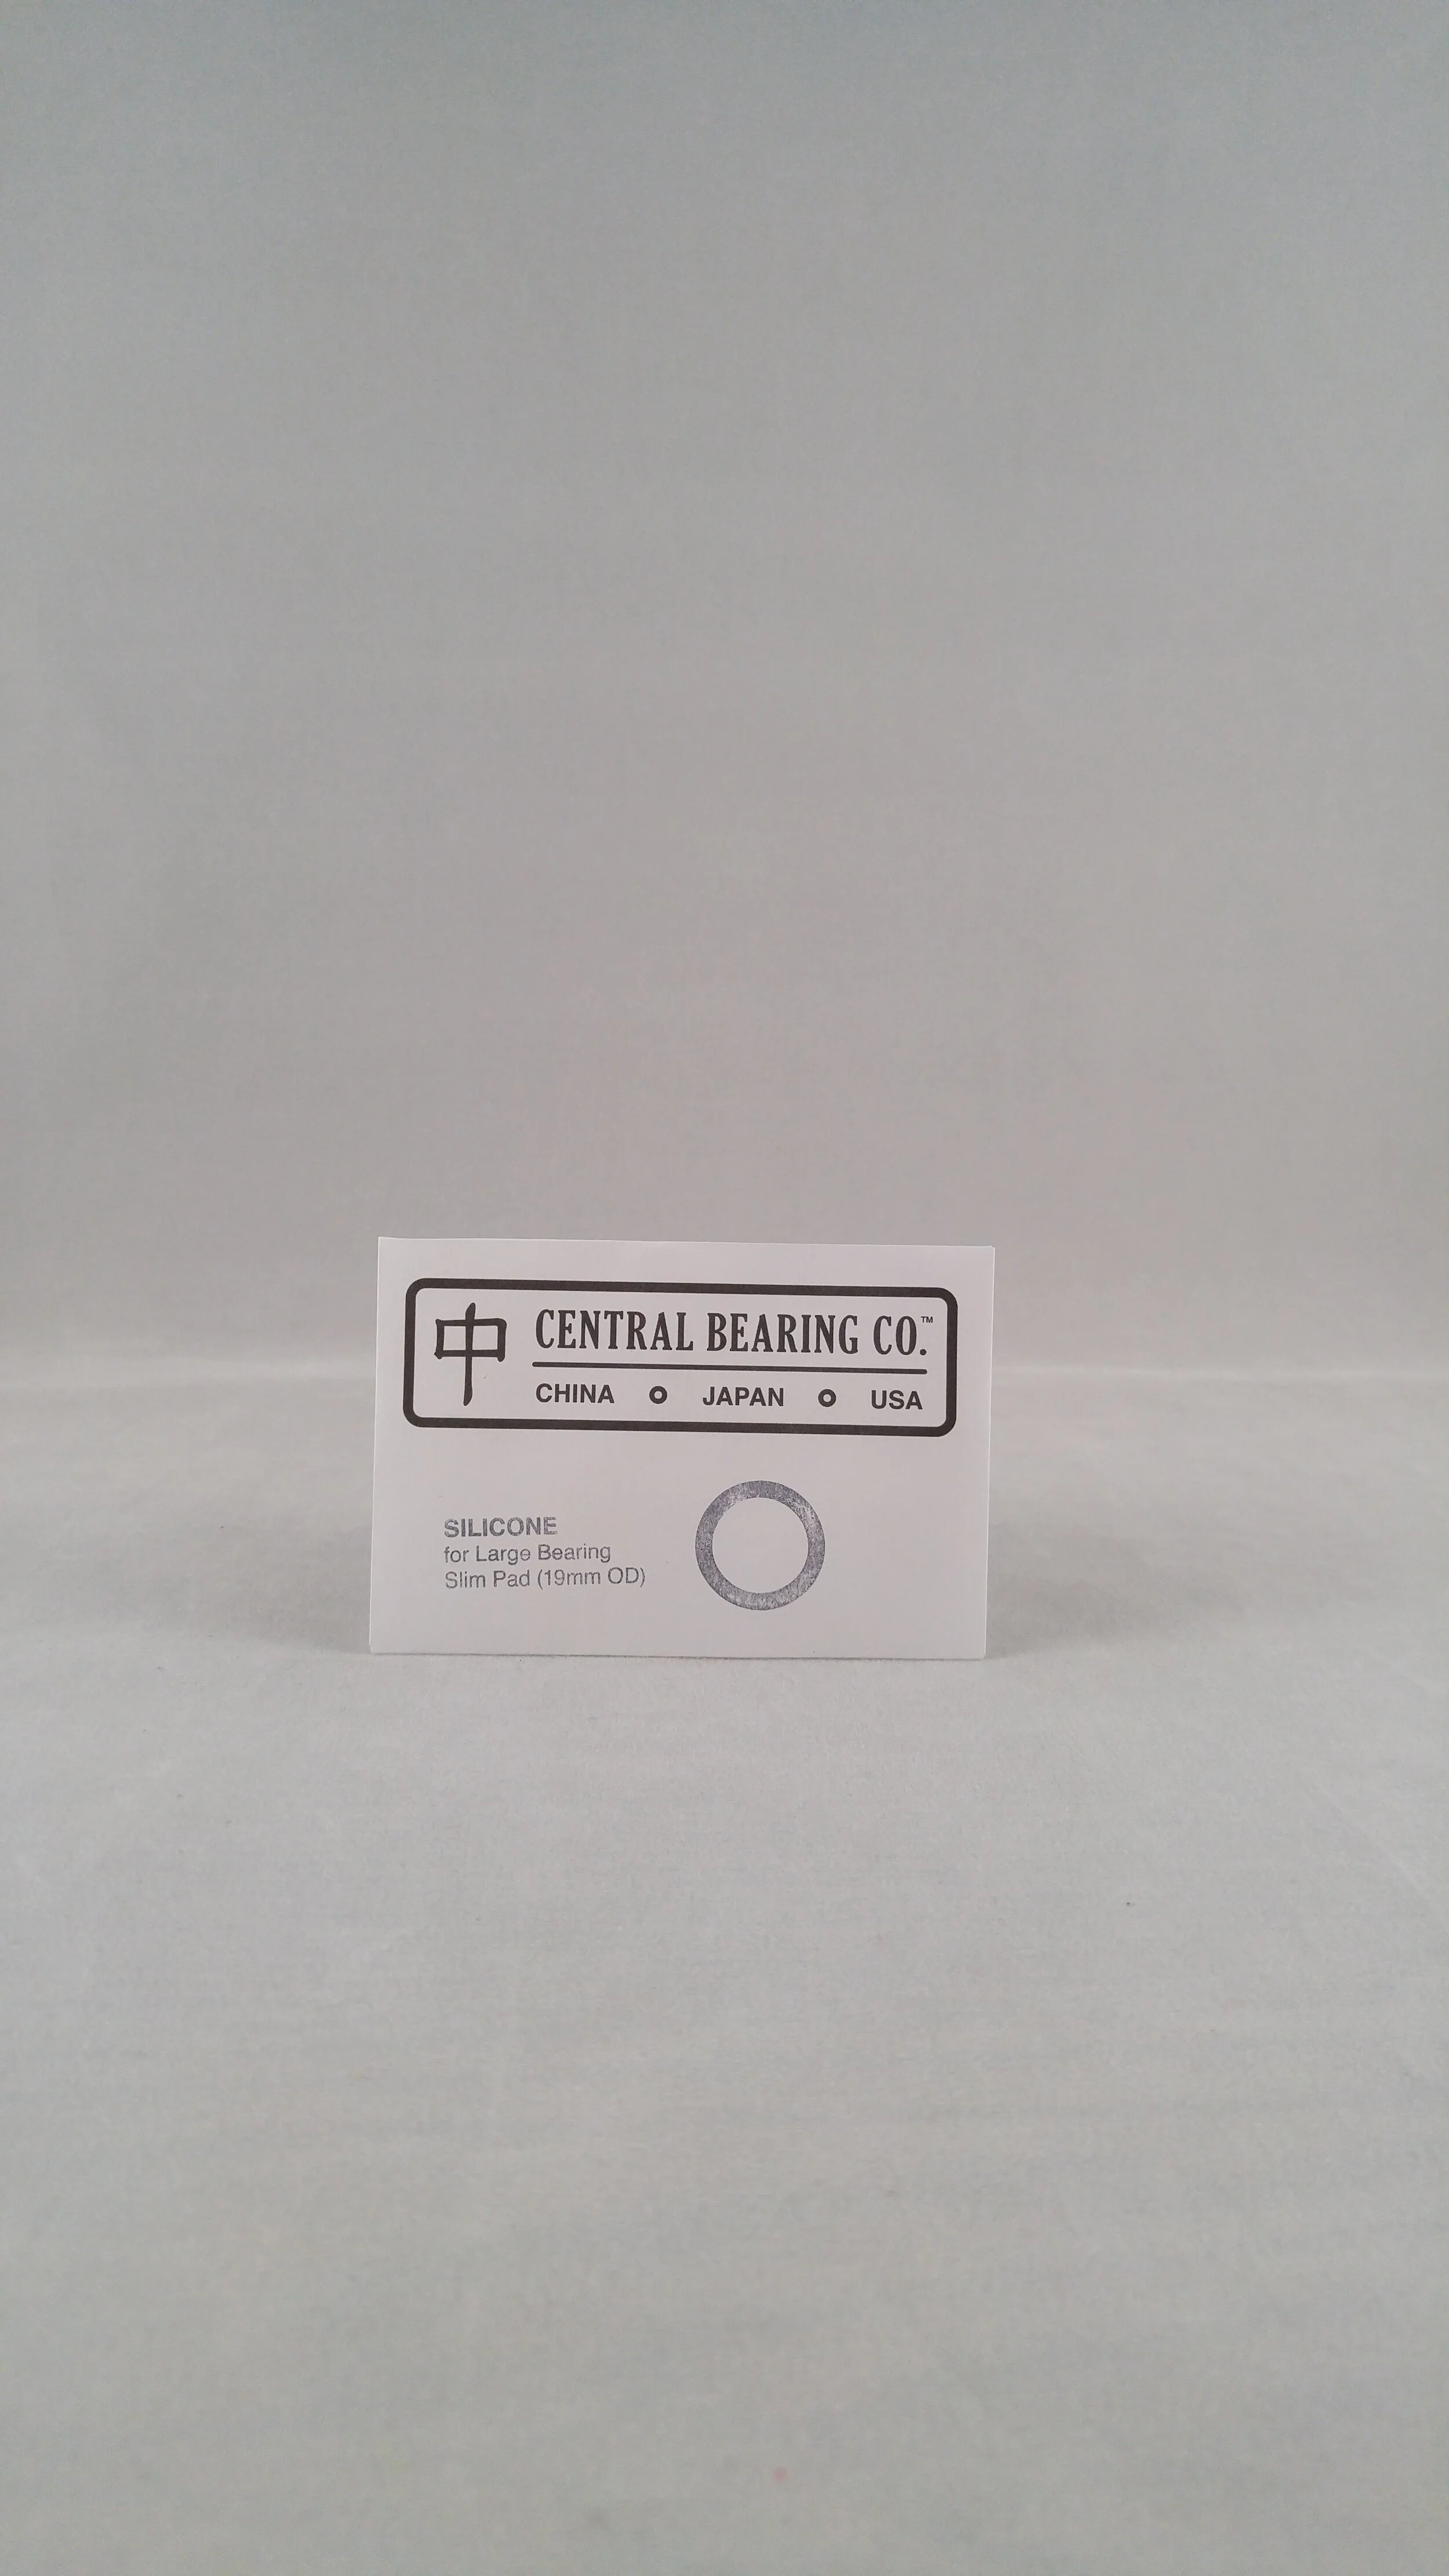 中
CENTRAL BEARING CO.™
CHINA JAPAN USA
SILICONE
for Large Bearing
Slim Pad (19mm OD)